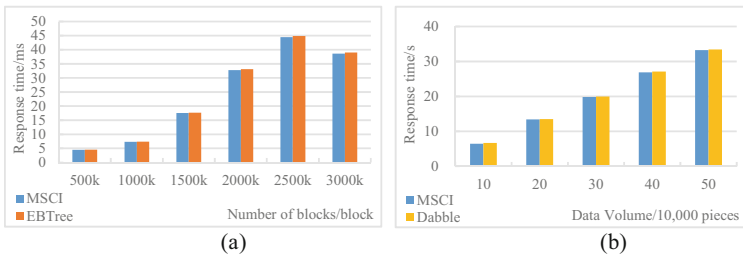 Response time/ms
50
45
40
35
30
25
20
15
10
5
0
500k 1000k 1500k 2000k 2500k 3000k
MSCI
EBTree
Number of blocks/block
(a)
Response time/s
40
30
20
10
0
10 20 30 40 50
MSCI
Dabble
Data Volume/10,000 pieces
(b)